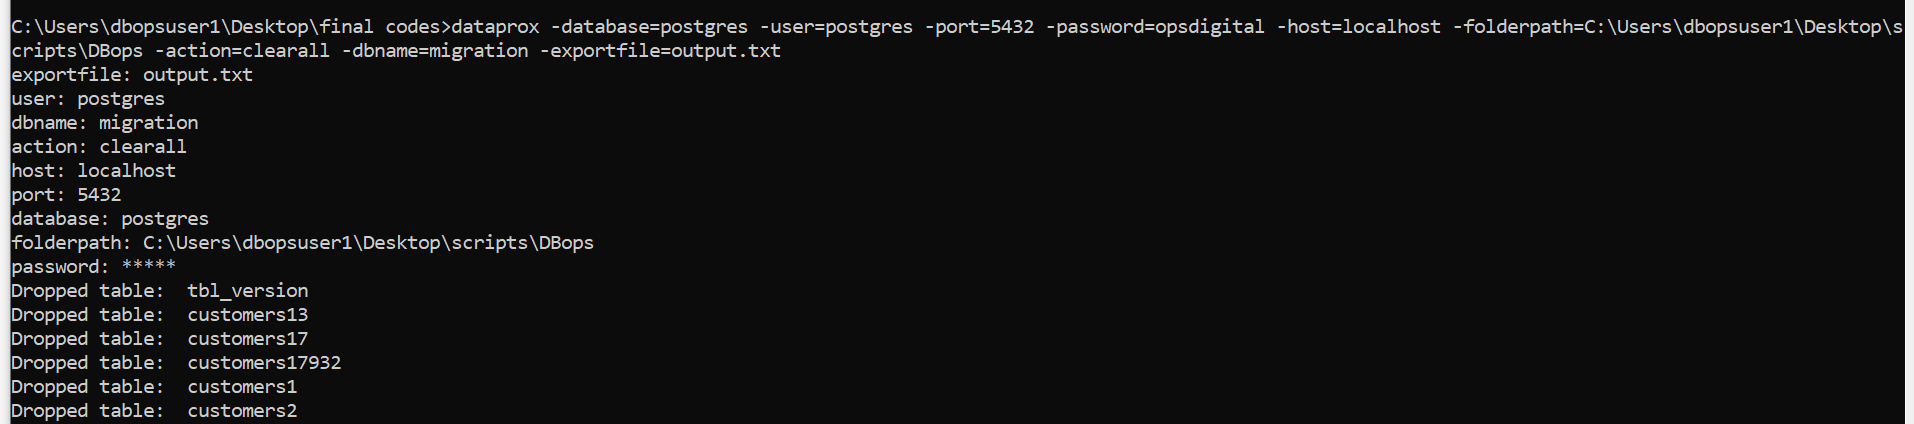 C:\Users\dbopsuser1\Desktop\final codes>dataprox -database=postgres -user=postgres -port=5432 -password=opsdigital -host=localhost -folderpath=C:\Users\dbopsuser1\Desktop\s
cripts\DBops -action=clearall -dbname=migration -exportfile=output.txt
exportfile: output.txt
user: postgres
dbname: migration
action: clearall
host: localhost
port: 5432
database: postgres
folderpath: C:\Users\dbopsuser1\Desktop\scripts\DBops
password: *****
Dropped table:  tbl_version
Dropped table:  customers13
Dropped table:  customers17
Dropped table:  customers17932
Dropped table:  customers1
Dropped table:  customers2